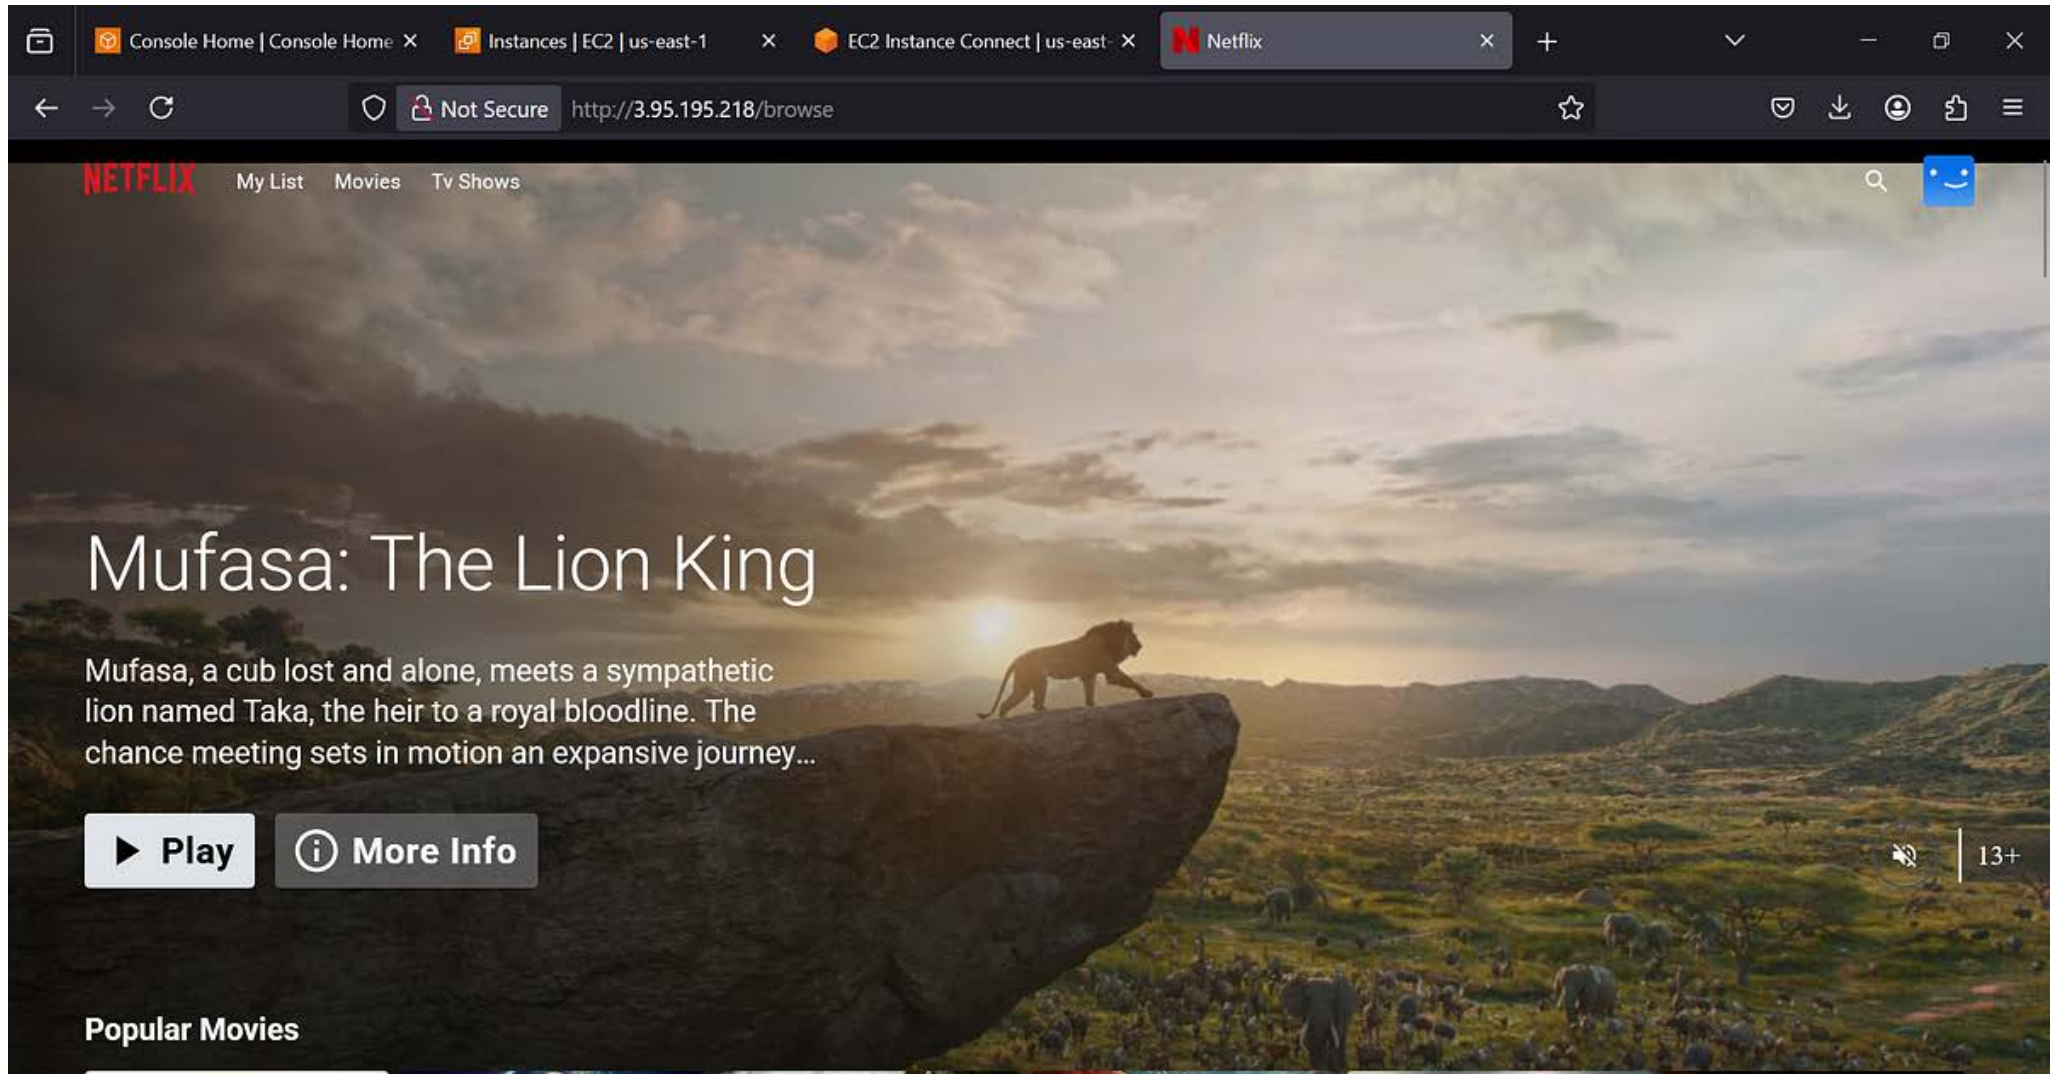 Console Home | Console Home
Instances | EC2 | us-east-1
EC2 Instance Connect | us-east-
Netflix
Not Secure
http://3.95.195.218/browse
NETFLIX
My List
Movies
Tv Shows
Mufasa: The Lion King
Mufasa, a cub lost and alone, meets a sympathetic
lion named Taka, the heir to a royal bloodline. The
chance meeting sets in motion an expansive journey...
Play
More Info
13+
Popular Movies